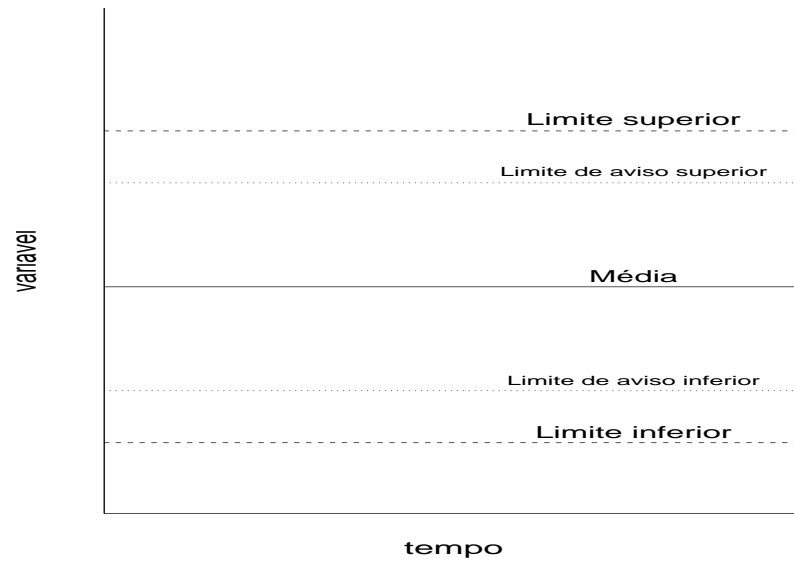 Limite superior
Limite de aviso superior
variavel
Média
Limite de aviso inferior
Limite inferior
tempo